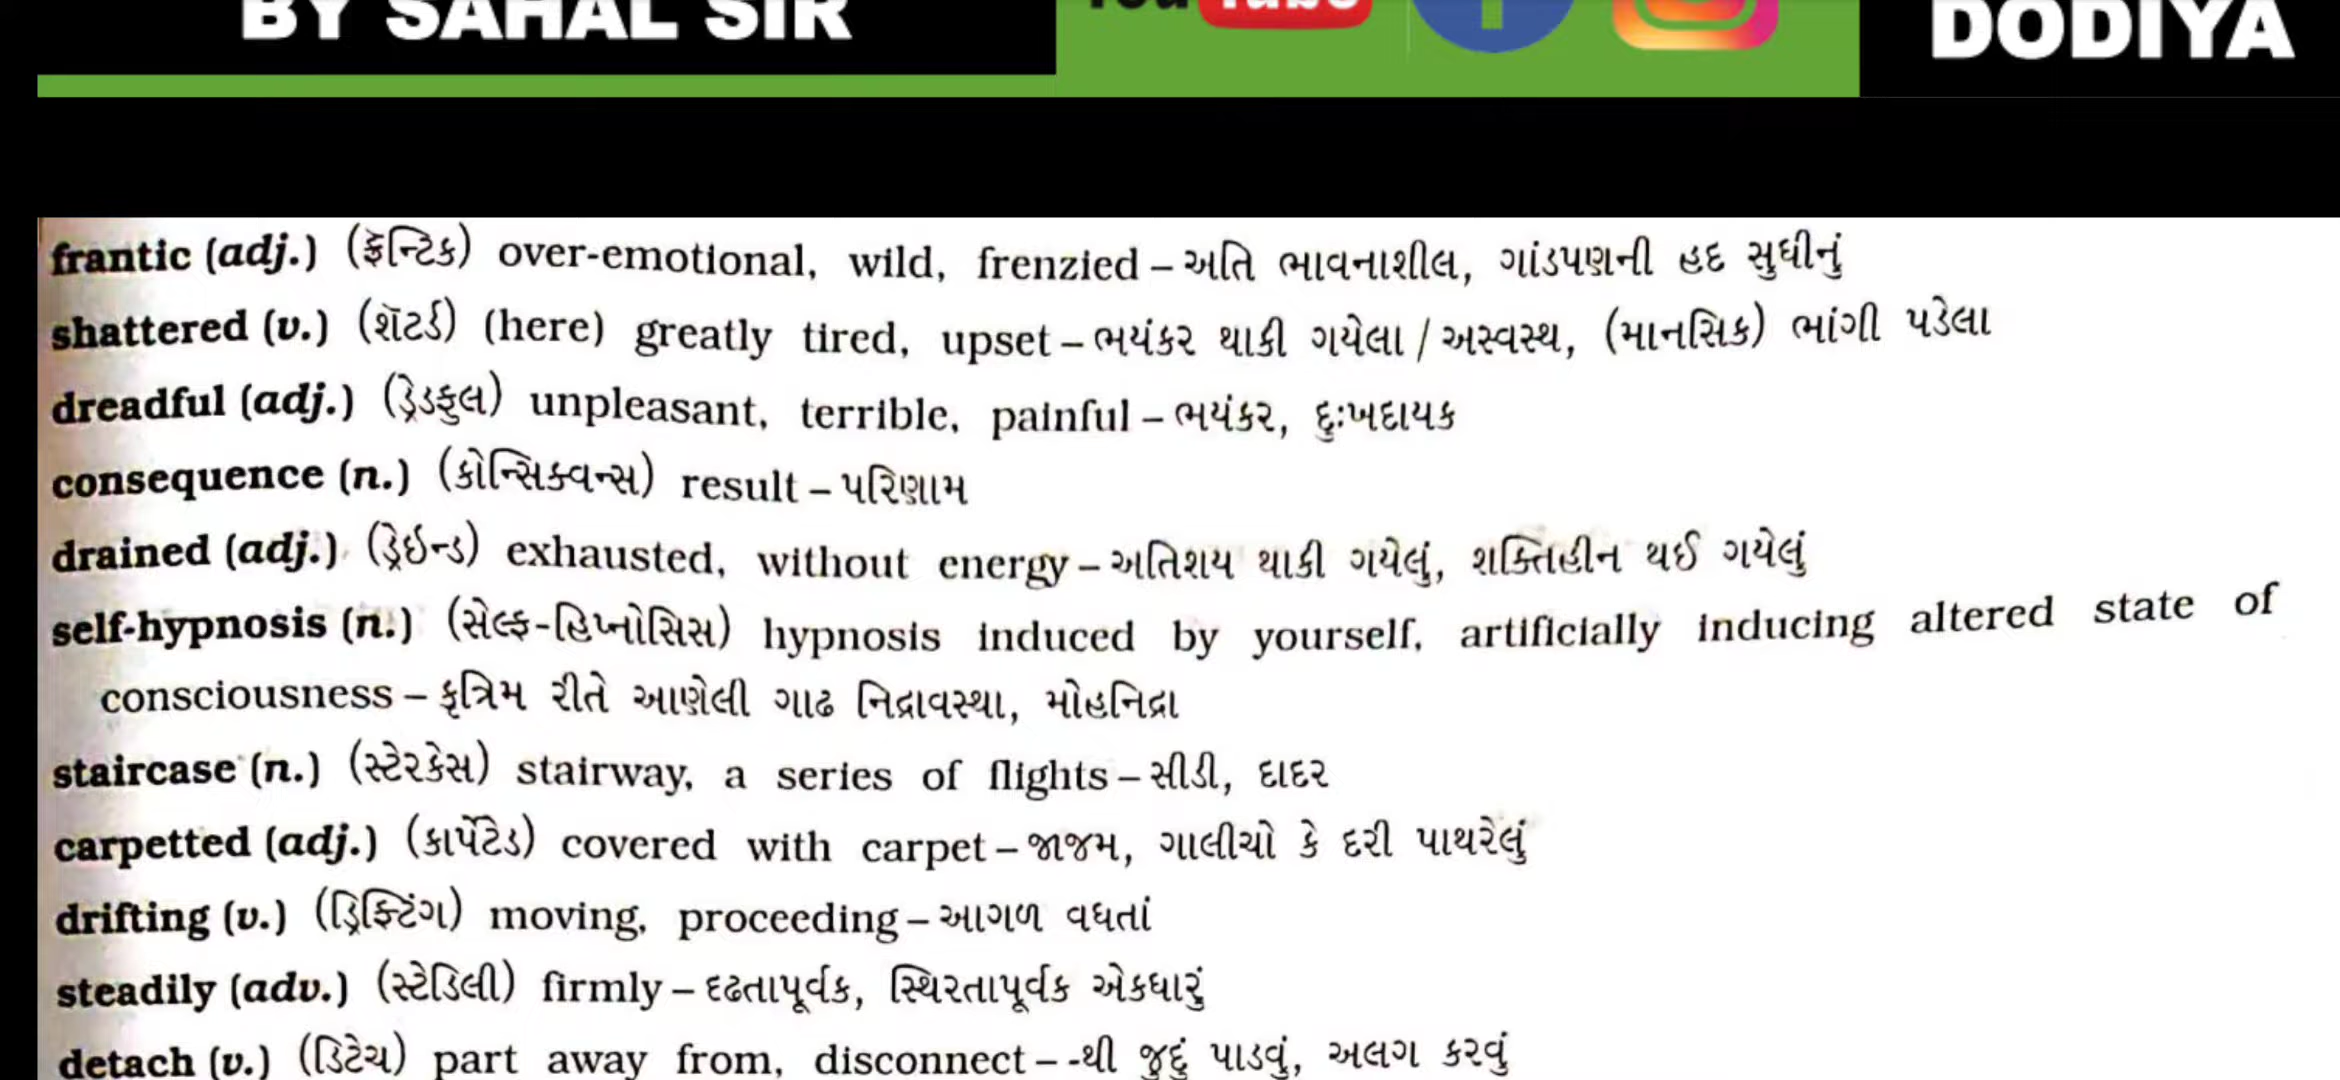 BY SAHAL SIR
YouTube
DODIYA
frantic (adj.) (ફ્રેન્ટિક) over-emotional, wild, frenzied – અતિ ભાવનાશીલ, ગાંડપણની હદ સુધીનું
shattered (v.) (શૅટર્ડ) (here) greatly tired, upset – ભયંકર થાકી ગયેલા / અસ્વસ્થ, (માનસિક) ભાંગી પડેલા
dreadful (adj.) (ડ્રેડફુલ) unpleasant, terrible, painful – ભયંકર, દુઃખદાયક
consequence (n.) (કોન્સિક્વન્સ) result – પરિણામ
drained (adj.) (ડ્રેઈન્ડ) exhausted, without energy – અતિશય થાકી ગયેલું, શક્તિહીન થઈ ગયેલું
self-hypnosis (n.) (સેલ્ફ-હિપ્નોસિસ) hypnosis induced by yourself, artificially inducing altered state of
consciousness – કૃત્રિમ રીતે આણેલી ગાઢ નિદ્રાવસ્થા, મોહનિદ્રા
staircase (n.) (સ્ટેરકેસ) stairway, a series of flights – સીડી, દાદર
carpetted (adj.) (કાર્પેટેડ) covered with carpet – જાજમ, ગાલીચો કે દરી પાથરેલું
drifting (v.) (ડ્રિફ્ટિંગ) moving, proceeding – આગળ વધતાં
steadily (adv.) (સ્ટેડિલી) firmly – દઢતાપૂર્વક, સ્થિરતાપૂર્વક એકધારું
detach (v.) (ડિટેચ) part away from, disconnect – -થી જુદું પાડવું, અલગ કરવું